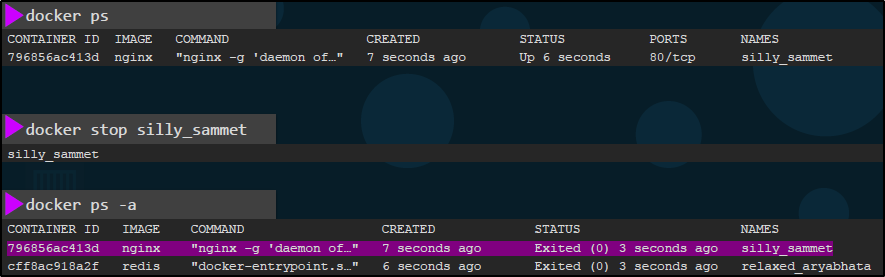 docker ps
CONTAINER ID IMAGE COMMAND CREATED STATUS PORTS NAMES
796856ac413d nginx "nginx -g 'daemon of…" 7 seconds ago Up 6 seconds 80/tcp silly_sammet
docker stop silly_sammet
silly_sammet
docker ps -a
CONTAINER ID IMAGE COMMAND CREATED STATUS NAMES
796856ac413d nginx "nginx -g 'daemon of…" 7 seconds ago Exited (0) 3 seconds ago silly_sammet
cff8ac918a2f redis "docker-entrypoint.s…" 6 seconds ago Exited (0) 3 seconds ago relaxed_aryabhata